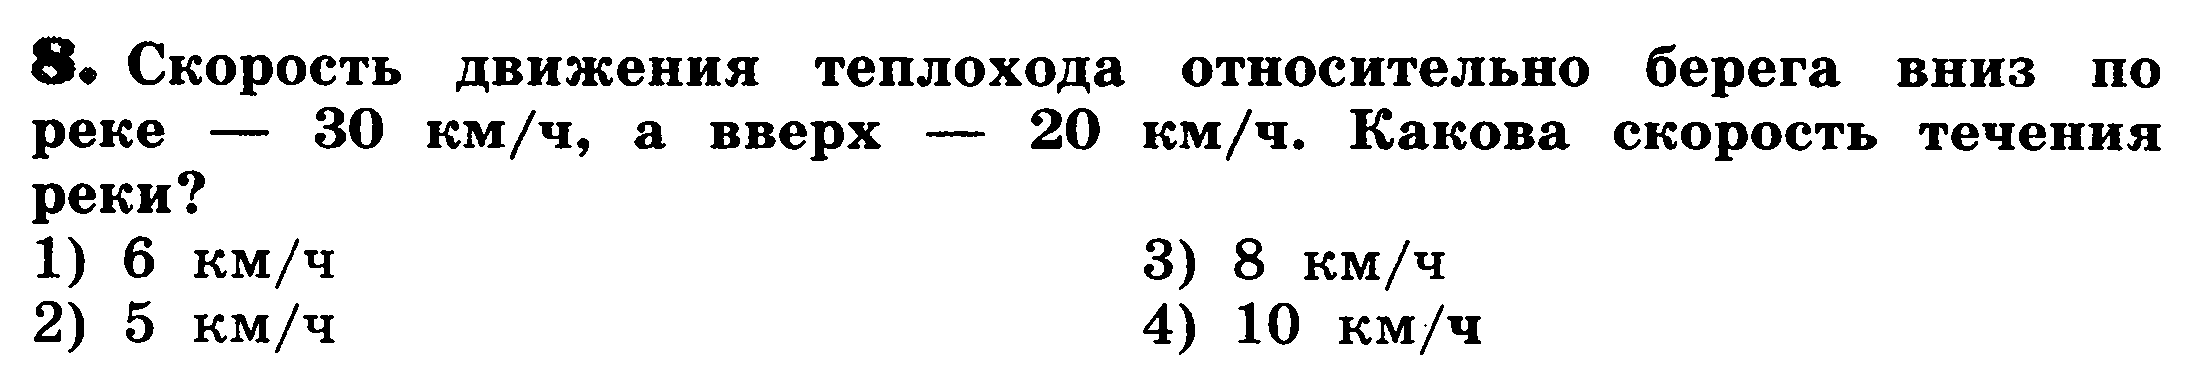 8. Скорость движения теплохода относительно берега вниз по
реке — 30 км/ч, а вверх — 20 км/ч. Какова скорость течения
реки?
1) 6 км/ч 3) 8 км/ч
2) 5 км/ч 4) 10 км/ч